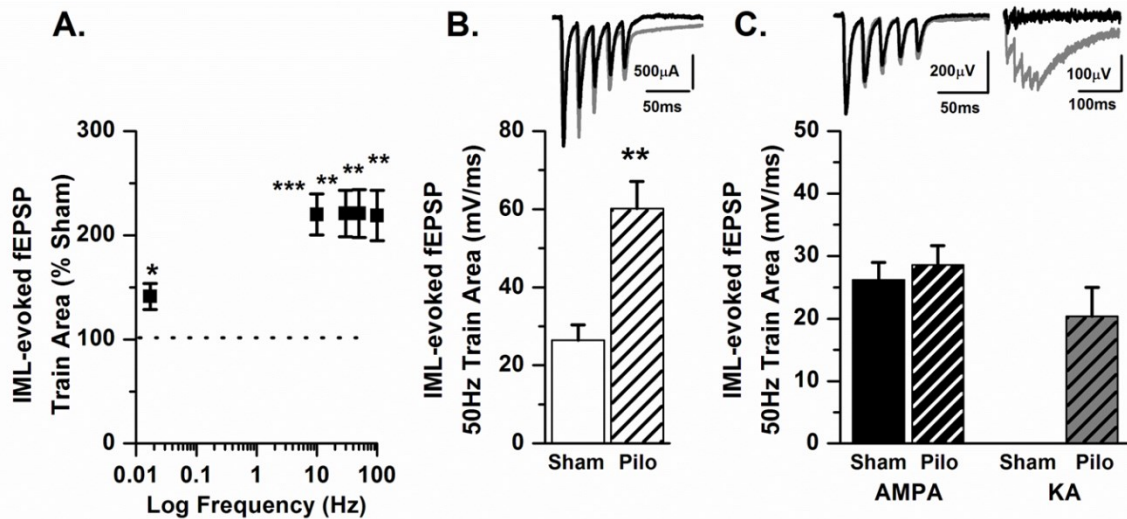 A.
IML-evoked fEPSP
Train Area (% Sham)
300
200
100
0
*
***
**
**
**
0.01
0.1
1
10
100
Log Frequency (Hz)
B.
500µA
50ms
IML-evoked fEPSP
50Hz Train Area (mV/ms)
80
60
40
20
0
**
Sham
Pilo
C.
200µV
50ms
100µV
100ms
IML-evoked fEPSP
50Hz Train Area (mV/ms)
50
40
30
20
10
0
Sham
Pilo
Sham
Pilo
AMPA
KA